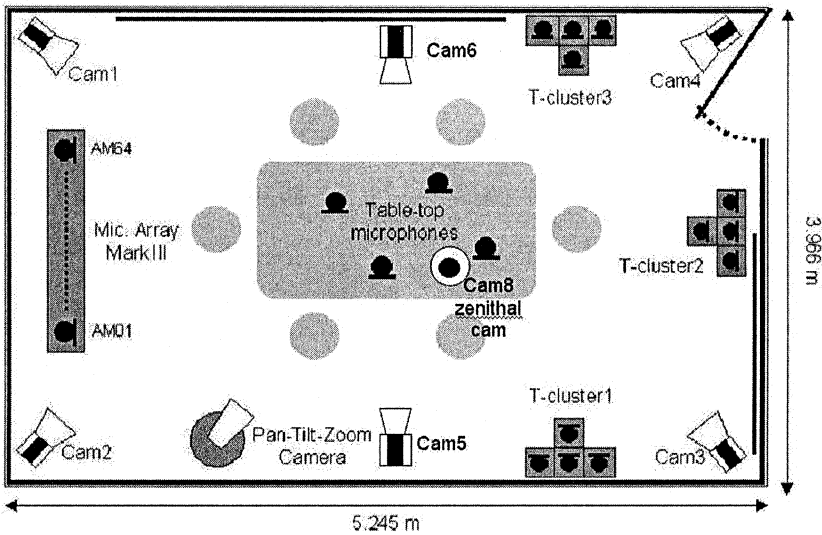 Cam1
Cam6
Cam4
T-cluster3
AM64
Table-top
microphones
Mic. Array
Mark III
T-cluster2
3.966 m
Cam8
zenithal
cam
AM01
T-cluster1
Cam2
Pan-Tilt-Zoom
Camera
Cam5
Cam3
5.245 m